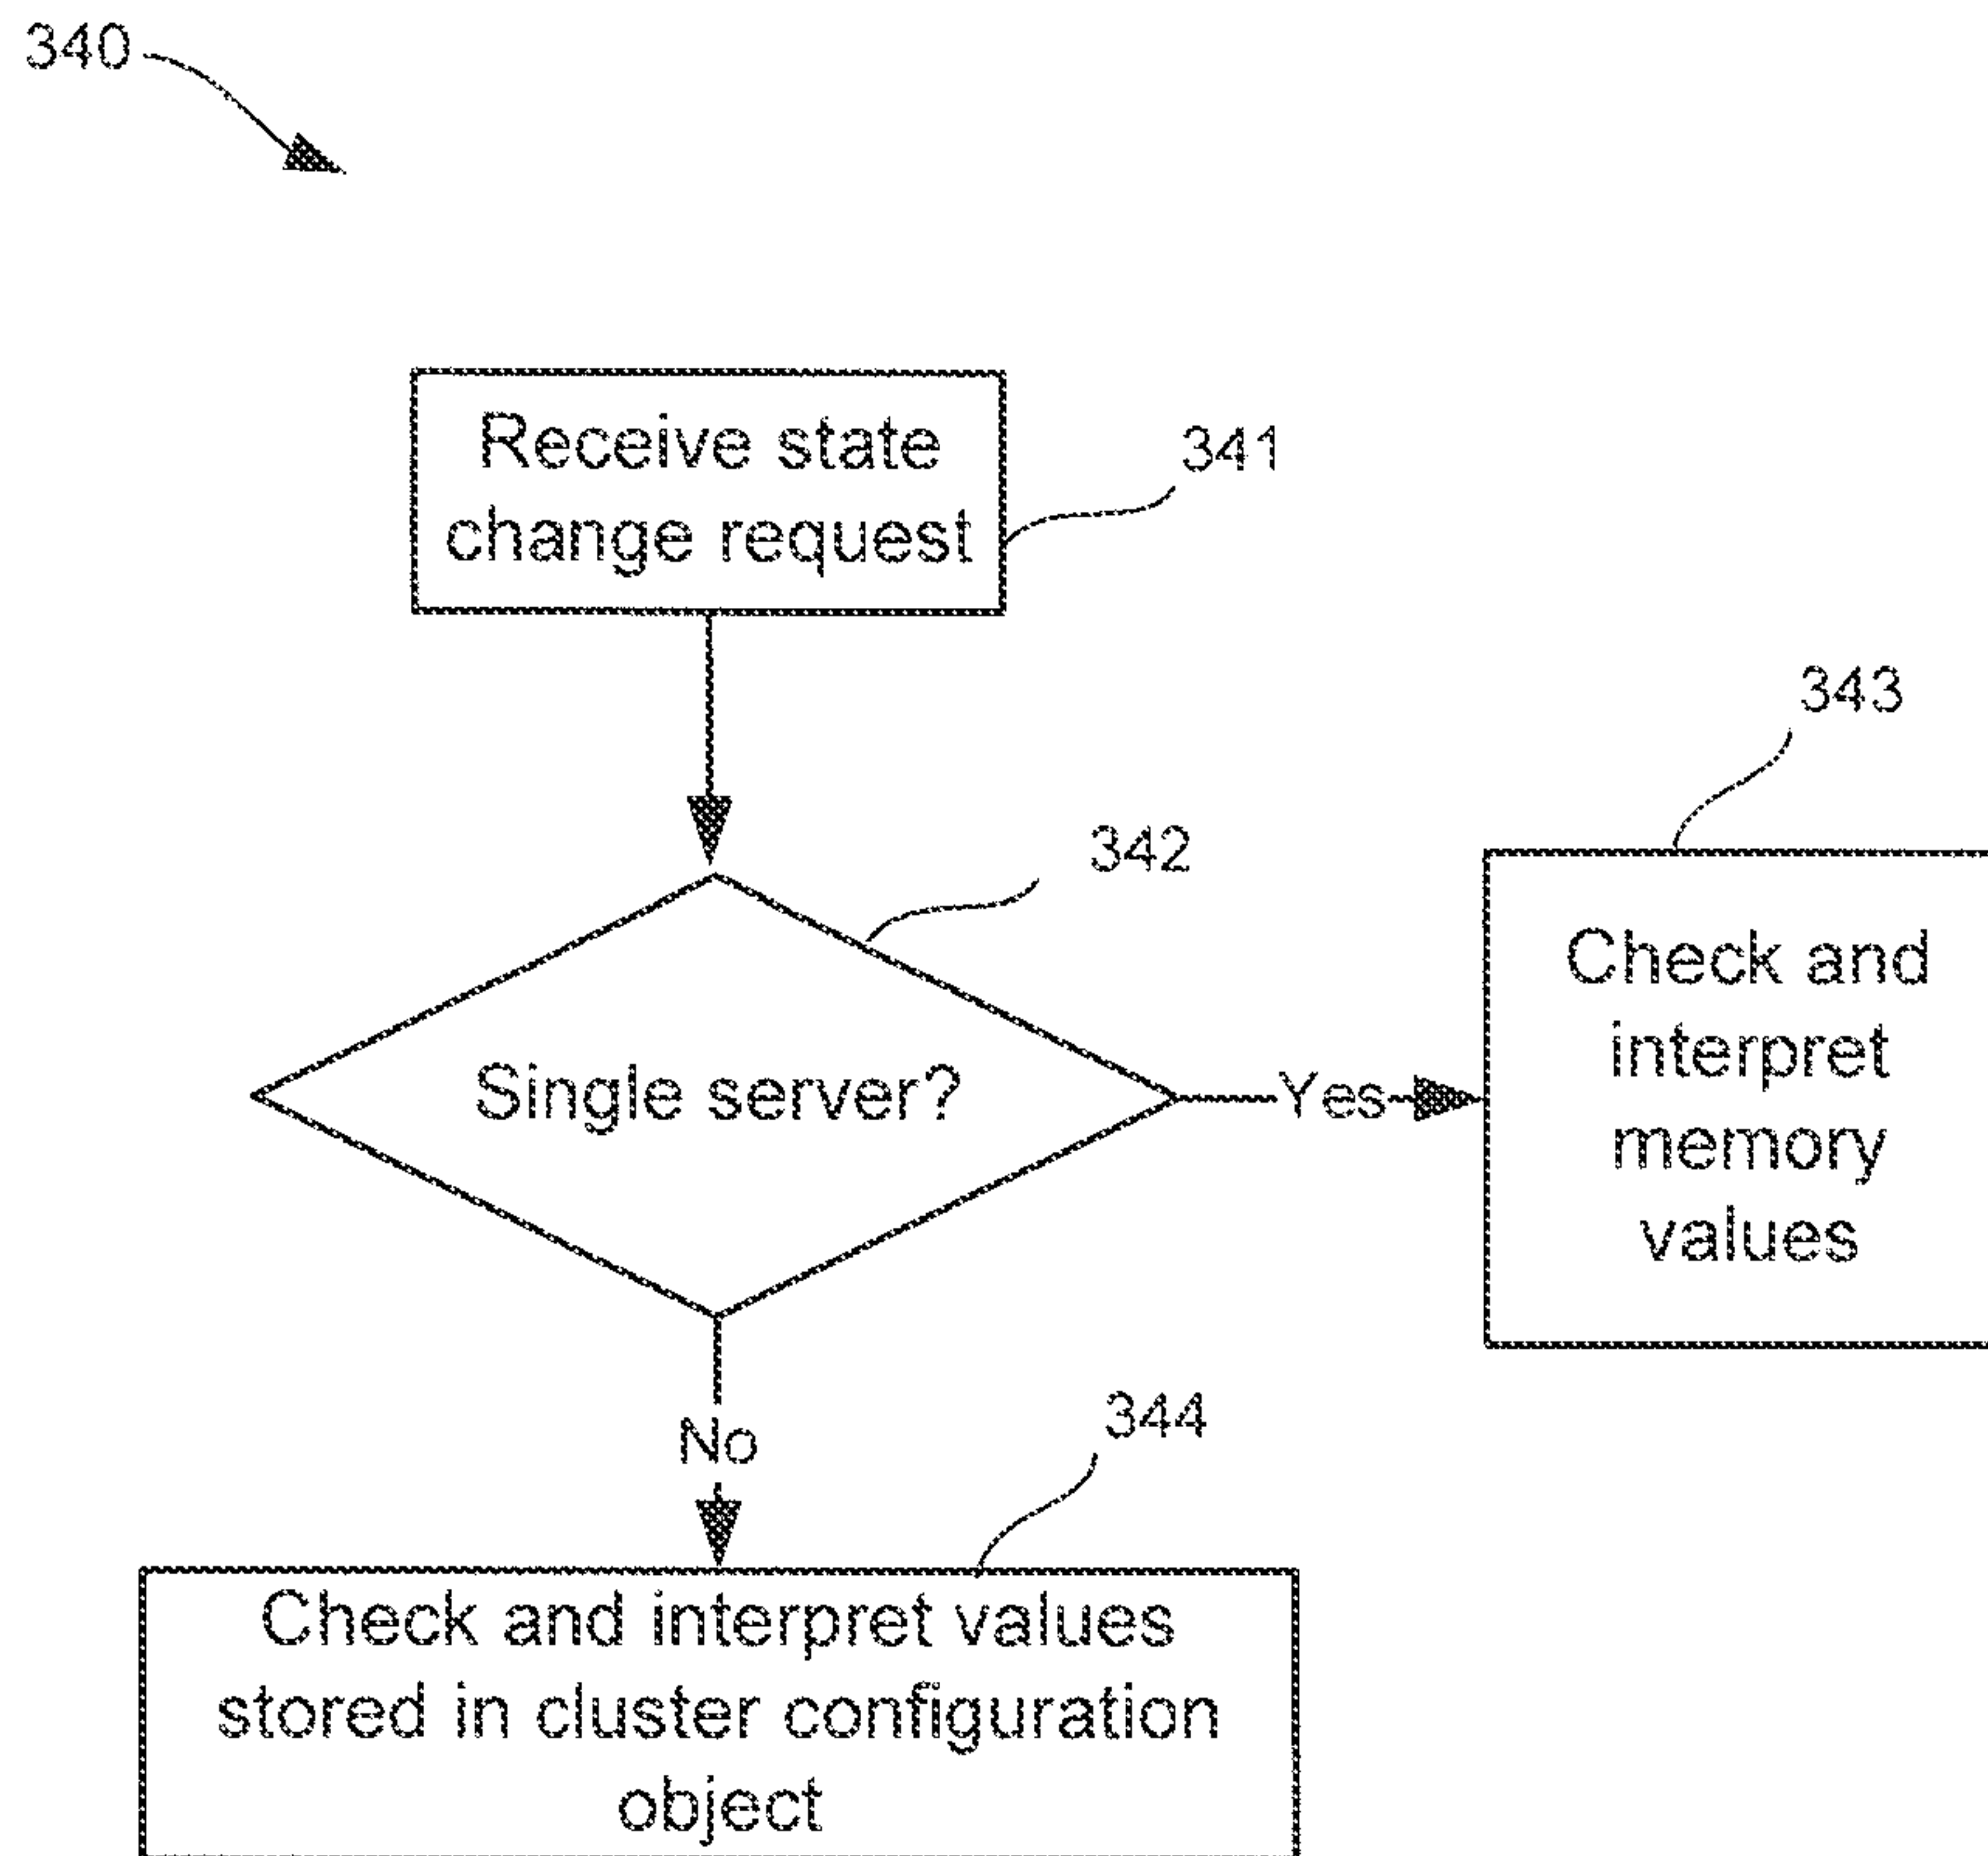 340
Receive state
change request
341
342
343
Single server?
Yes
Check and
interpret
memory
values
No
344
Check and interpret values
stored in cluster configuration
object